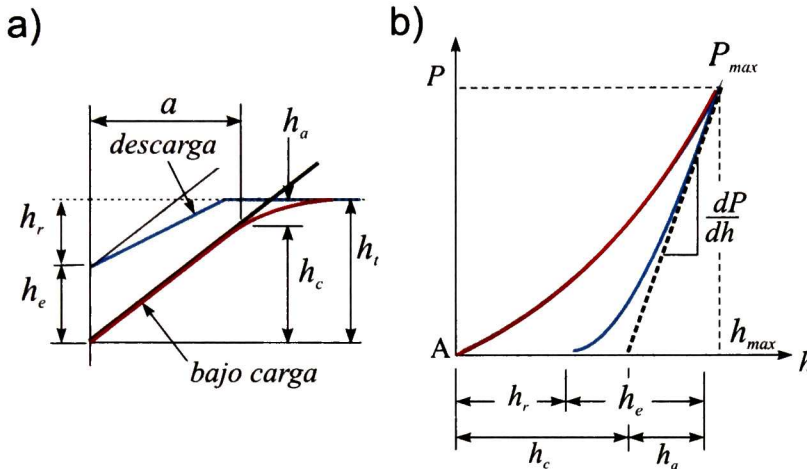 a)
a
descarga
h_a
h_r
h_e
h_c
h_t
bajo carga
b)
P
P_max
dP
dh
A
h_max
h
h_r
h_e
h_c
h_a